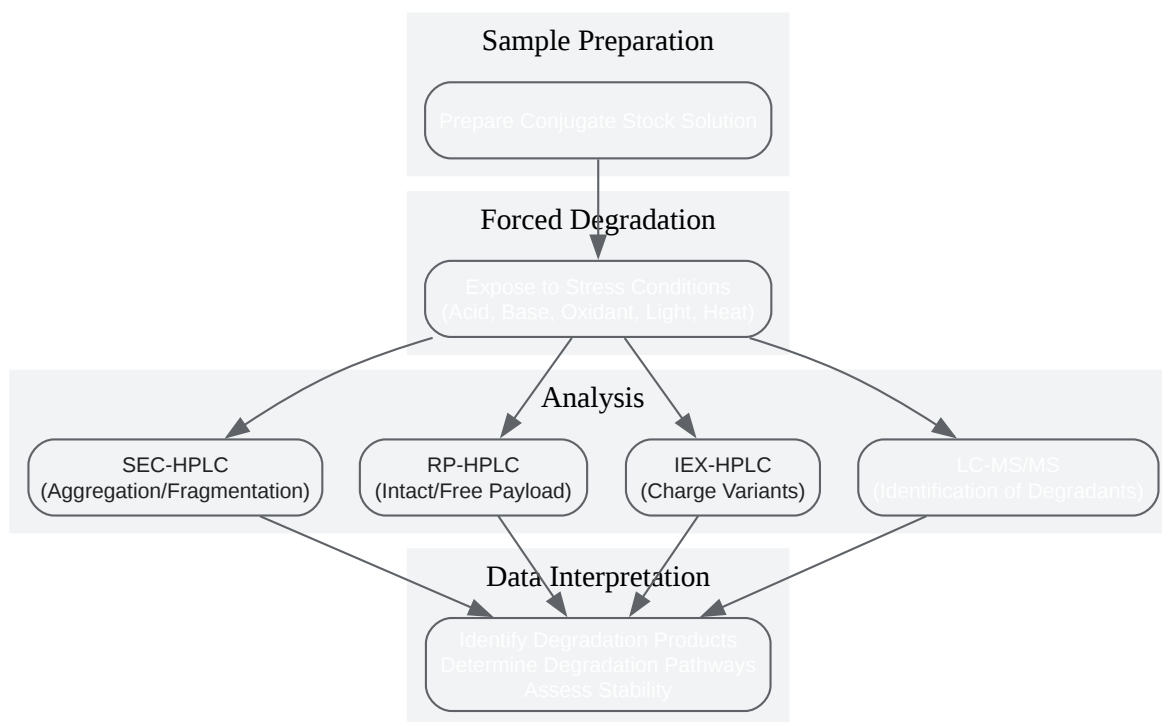 Sample Preparation
Prepare Conjugate Stock Solution
Forced Degradation
Expose to Stress Conditions
(Acid, Base, Oxidant, Light, Heat)
Analysis
SEC-HPLC
(Aggregation/Fragmentation)
RP-HPLC
(Intact/Free Payload)
IEX-HPLC
(Charge Variants)
LC-MS/MS
(Identification of Degradants)
Data Interpretation
Identify Degradation Products
Determine Degradation Pathways
Assess Stability